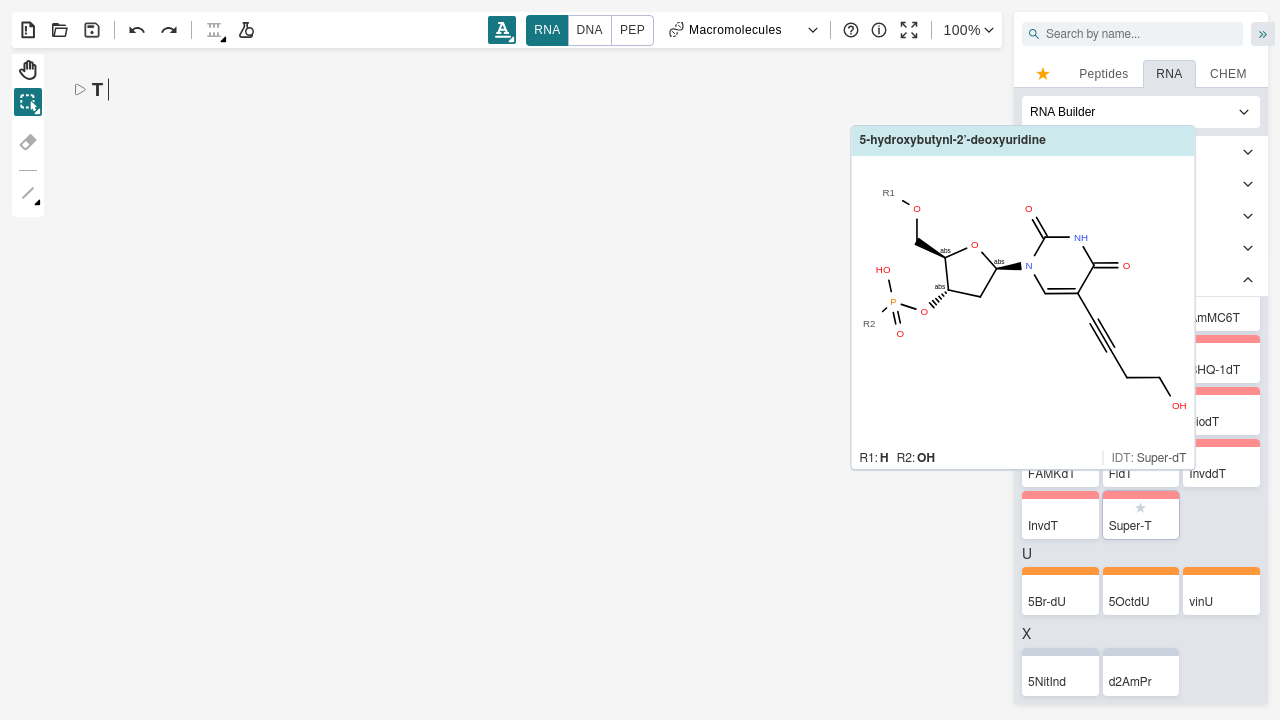 A
RNA
DNA
PEP
Macromolecules
100%
Search by name...
Peptides
RNA
CHEM
RNA Builder
T
5-hydroxybutynl-2'-deoxyuridine
R1
O
HO
P
R2
O
O
abs
abs
abs
O
N
O
NH
O
OH
R1: H R2: OH
IDT: Super-dT
AmMC6T
BHQ-1dT
FAMKdT
FldT
InvddT
InvdT
Super-T
U
5Br-dU
5OctdU
vinU
X
5NitInd
d2AmPr